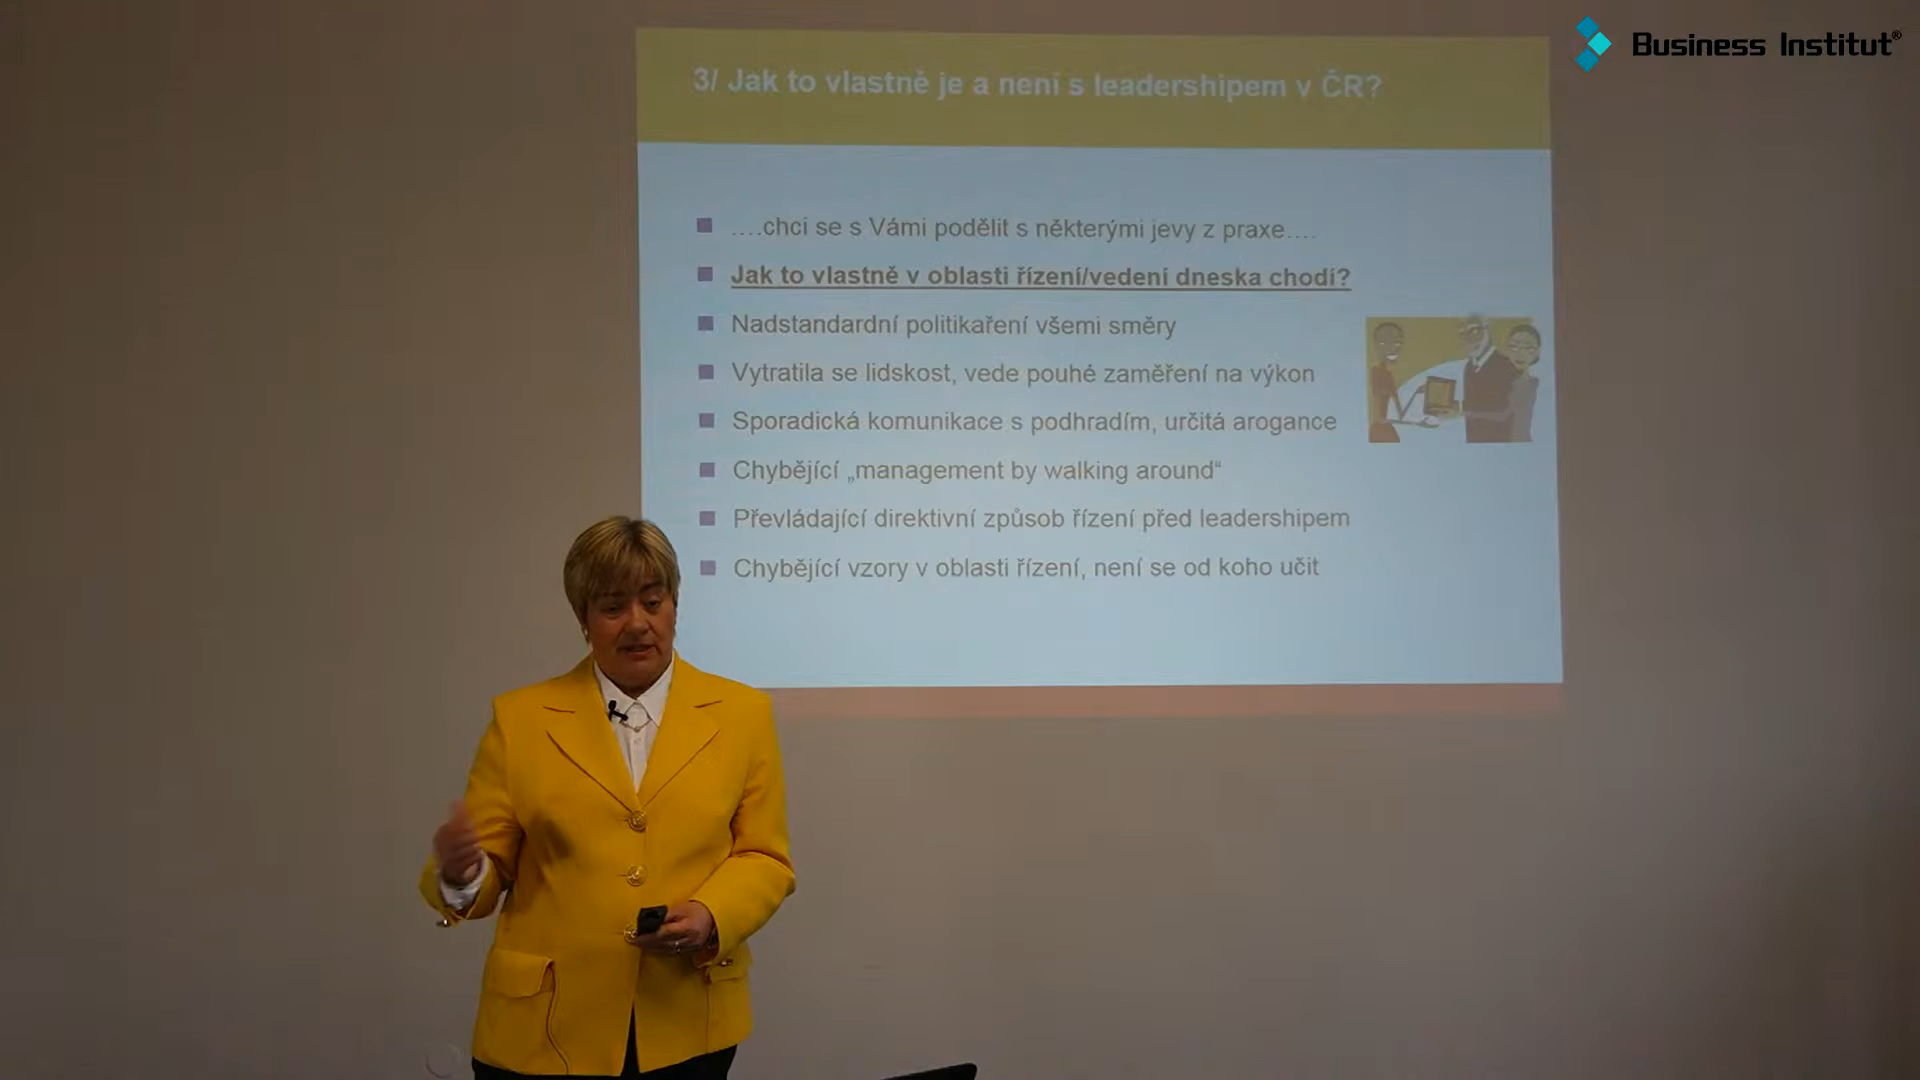 Business Institut®
3/ Jak to vlastně je a není s leadershipem v ČR?
....chci se s Vámi podělit s některými jevy z praxe....
Jak to vlastně v oblasti řízení/vedení dneska chodí?
Nadstandardní politikaření všemi směry
Vytratila se lidskost, vede pouhé zaměření na výkon
Sporadická komunikace s podhradím, určitá arogance
Chybějící „management by walking around“
Převládající direktivní způsob řízení před leadershipem
Chybějící vzory v oblasti řízení, není se od koho učit